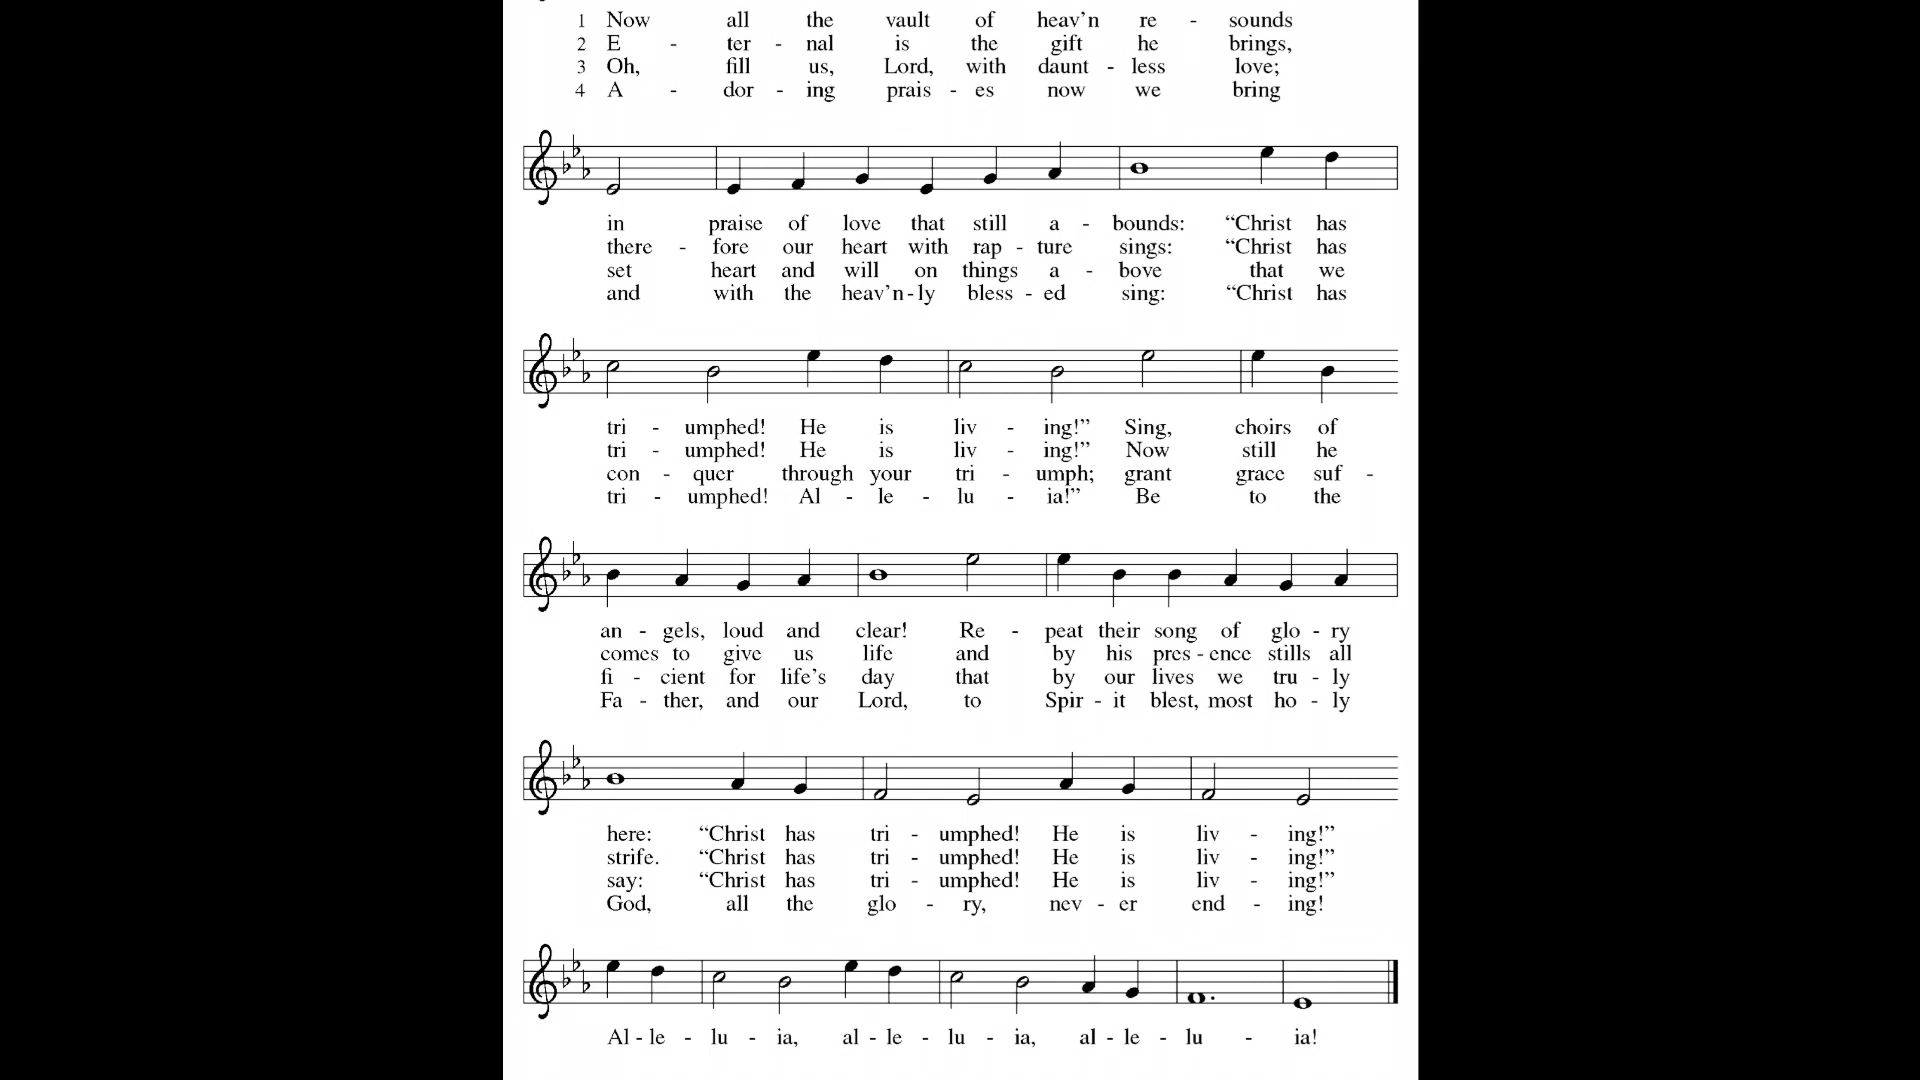 1 Now all the vault of heav’n re - sounds
2 E - ter - nal is the gift he brings,
3 Oh, fill us, Lord, with daunt - less love;
4 A - dor - ing prais - es now we bring
in praise of love that still a - bounds: “Christ has
there - fore our heart with rap - ture sings: “Christ has
set heart and will on things a - bove that we
and with the heav’n - ly bless - ed sing: “Christ has
tri - umphed! He is liv - ing!” Sing, choirs of
tri - umphed! He is liv - ing!” Now still he
con - quer through your tri - umph; grant grace suf -
tri - umphed! Al - le - lu - ia!” Be to the
an - gels, loud and clear! Re - peat their song of glo - ry
comes to give us life and by his pres - ence stills all
fi - cient for life’s day that by our lives we tru - ly
Fa - ther, and our Lord, to Spir - it blest, most ho - ly
here: “Christ has tri - umphed! He is liv - ing!”
strife. “Christ has tri - umphed! He is liv - ing!”
say: “Christ has tri - umphed! He is liv - ing!”
God, all the glo - ry, nev - er end - ing!
Al - le - lu - ia, al - le - lu - ia, al - le - lu - ia!